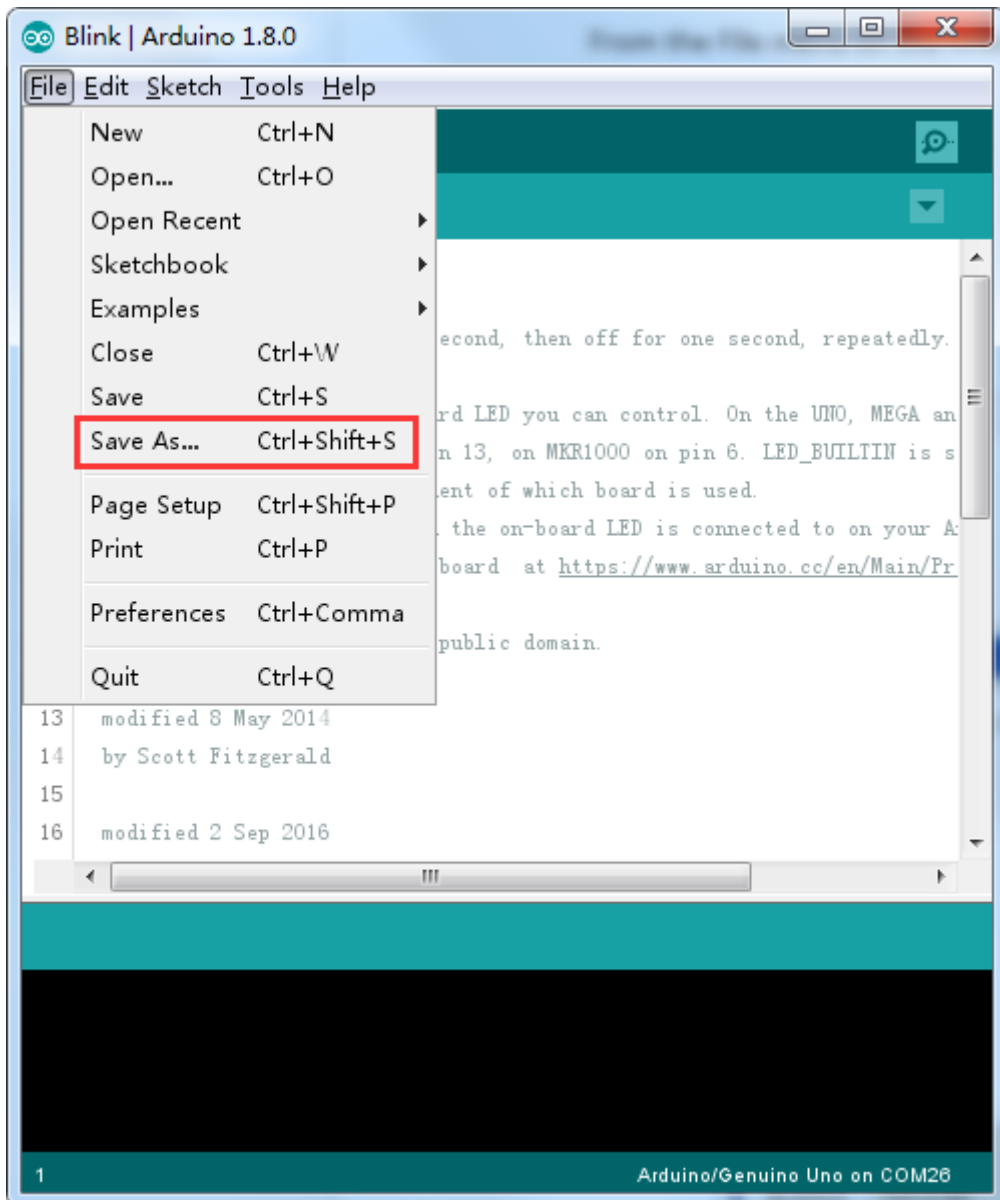 Blink | Arduino 1.8.0
File Edit Sketch Tools Help
New Ctrl+N
Open... Ctrl+O
Open Recent
Sketchbook
Examples
Close Ctrl+W
Save Ctrl+S
Save As... Ctrl+Shift+S
Page Setup Ctrl+Shift+P
Print Ctrl+P
Preferences Ctrl+Comma
Quit Ctrl+Q
econd, then off for one second, repeatedly.
rd LED you can control. On the UNO, MEGA an
n 13, on MKR1000 on pin 6. LED_BUILTIN is s
ent of which board is used.
the on-board LED is connected to on your A
board at https://www.arduino.cc/en/Main/Pr
public domain.
13 modified 8 May 2014
14 by Scott Fitzgerald
15
16 modified 2 Sep 2016
1 Arduino/Genuino Uno on COM26